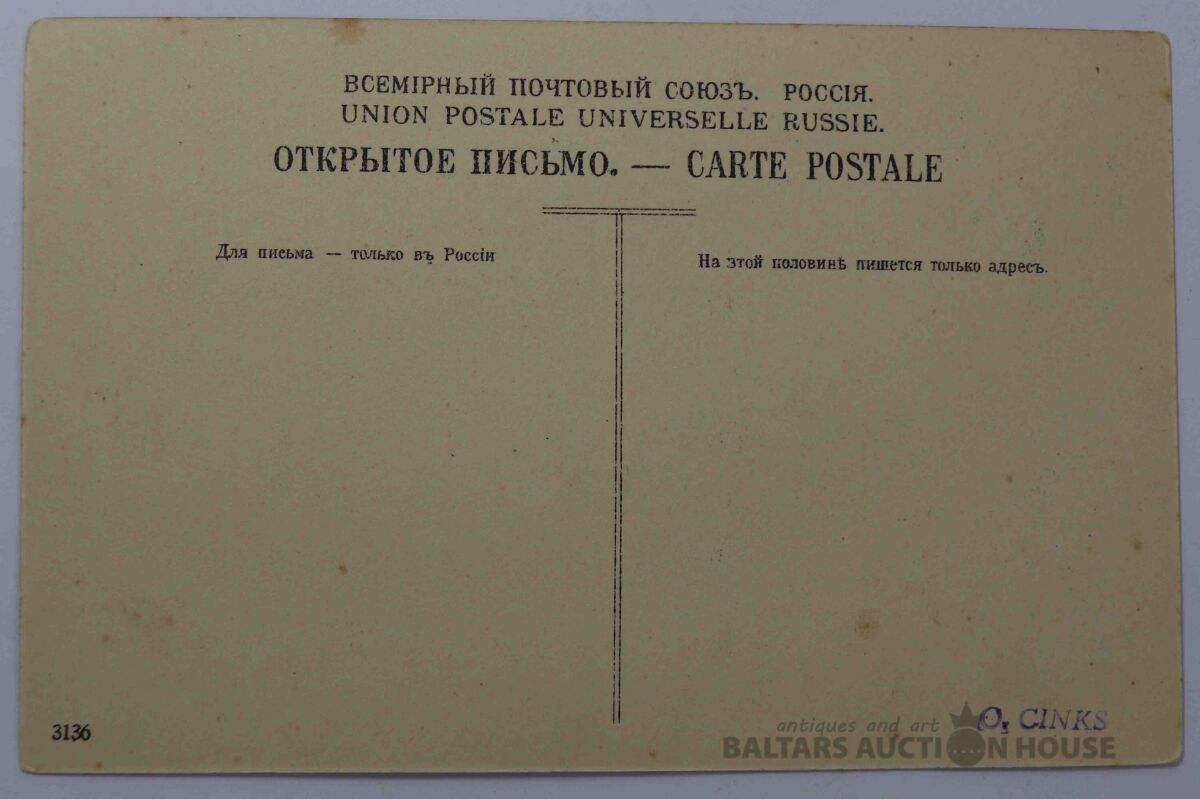 ВСЕМІРНЫЙ ПОЧТОВЫЙ СОЮЗЪ. РОССІЯ.
UNION POSTALE UNIVERSELLE RUSSIE.
ОТКРЫТОЕ ПИСЬМО. — CARTE POSTALE
Для письма — только въ Россіи
На этой половинѣ пишется только адресъ.
3136
O. CINKS
antiques and art
BALTARS AUCTION HOUSE